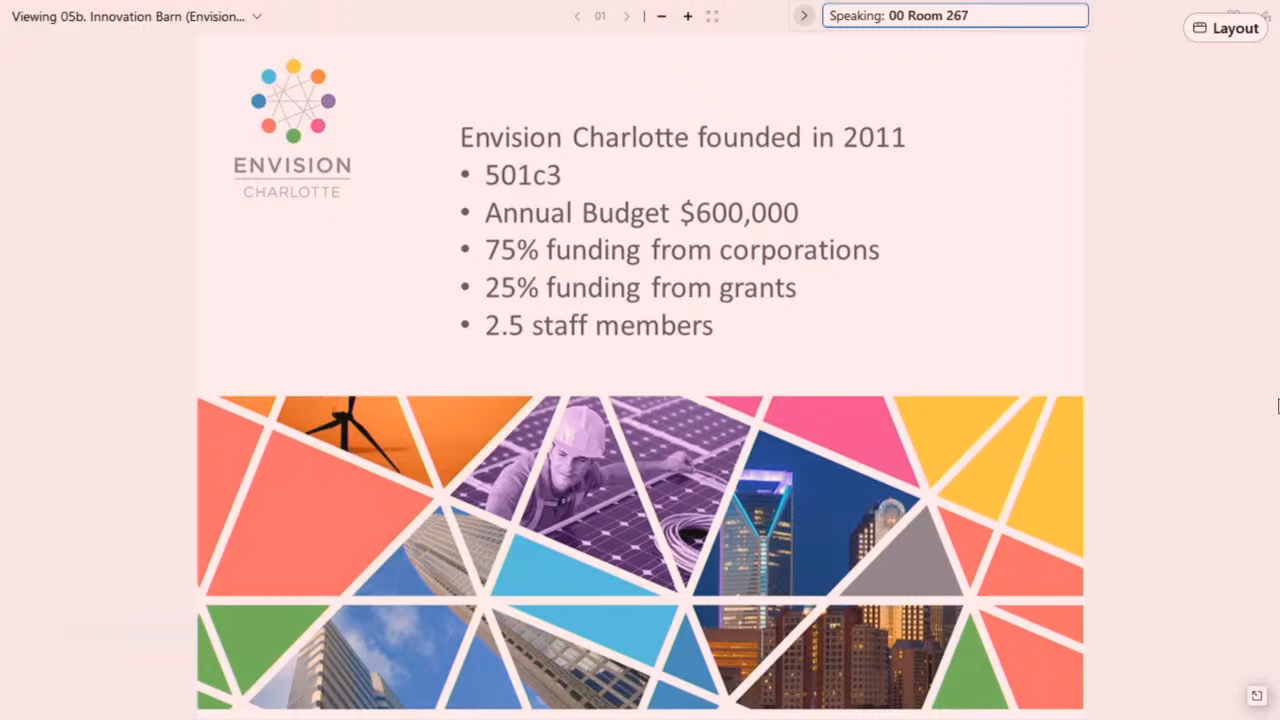 Viewing 05b. Innovation Barn (Envision...
01
Speaking: 00 Room 267
Layout
ENVISION
CHARLOTTE
Envision Charlotte founded in 2011
• 501c3
• Annual Budget $600,000
• 75% funding from corporations
• 25% funding from grants
• 2.5 staff members